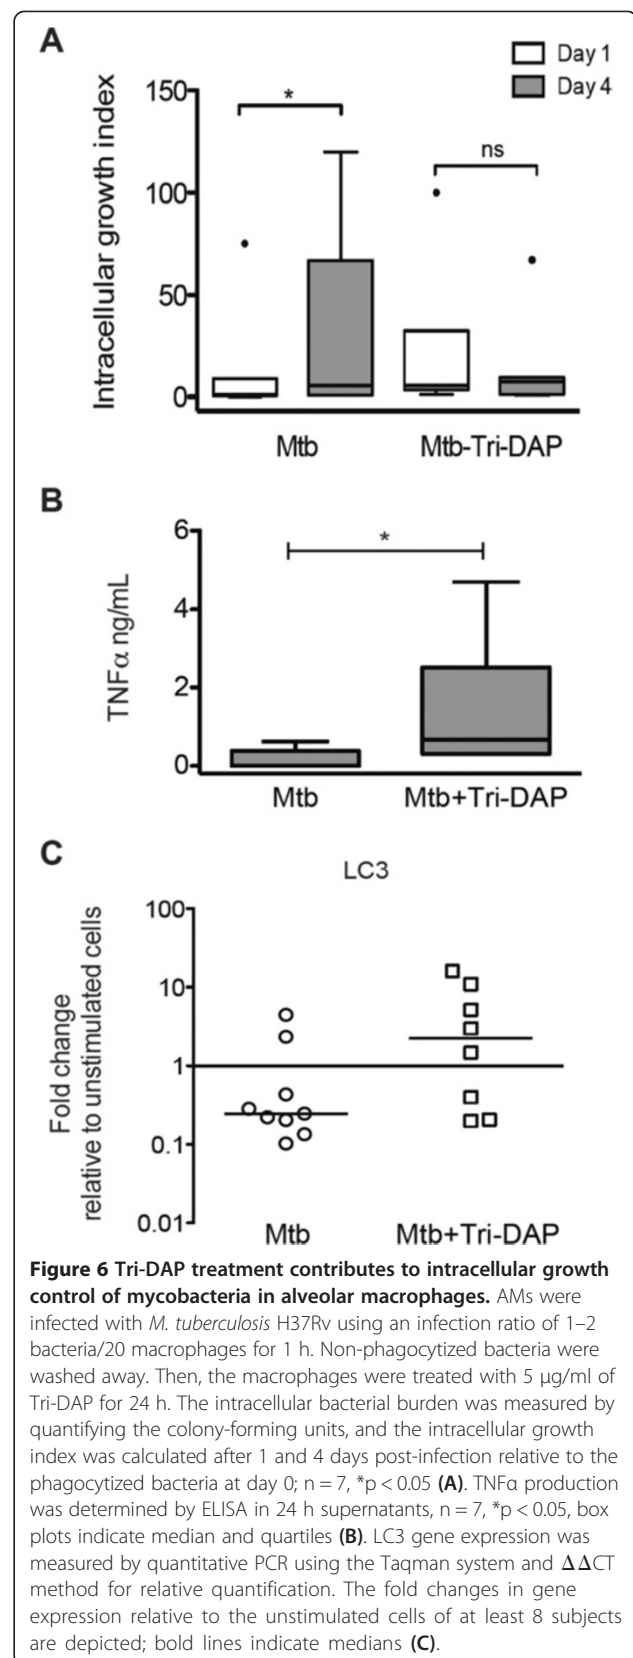 A
Day 1
Day 4
Intracellular growth index
150
100
50
0
*
ns
Mtb
Mtb-Tri-DAP
B
TNFα ng/mL
6
4
2
0
*
Mtb
Mtb+Tri-DAP
C
LC3
Fold change
relative to unstimulated cells
100
10
1
0.1
0.01
Mtb
Mtb+Tri-DAP
Figure 6 Tri-DAP treatment contributes to intracellular growth
control of mycobacteria in alveolar macrophages. AMs were
infected with M. tuberculosis H37Rv using an infection ratio of 1–2
bacteria/20 macrophages for 1 h. Non-phagocytized bacteria were
washed away. Then, the macrophages were treated with 5 μg/ml of
Tri-DAP for 24 h. The intracellular bacterial burden was measured by
quantifying the colony-forming units, and the intracellular growth
index was calculated after 1 and 4 days post-infection relative to the
phagocytized bacteria at day 0; n = 7, *p < 0.05 (A). TNFα production
was determined by ELISA in 24 h supernatants, n = 7, *p < 0.05, box
plots indicate median and quartiles (B). LC3 gene expression was
measured by quantitative PCR using the Taqman system and ΔΔCT
method for relative quantification. The fold changes in gene
expression relative to the unstimulated cells of at least 8 subjects
are depicted; bold lines indicate medians (C).